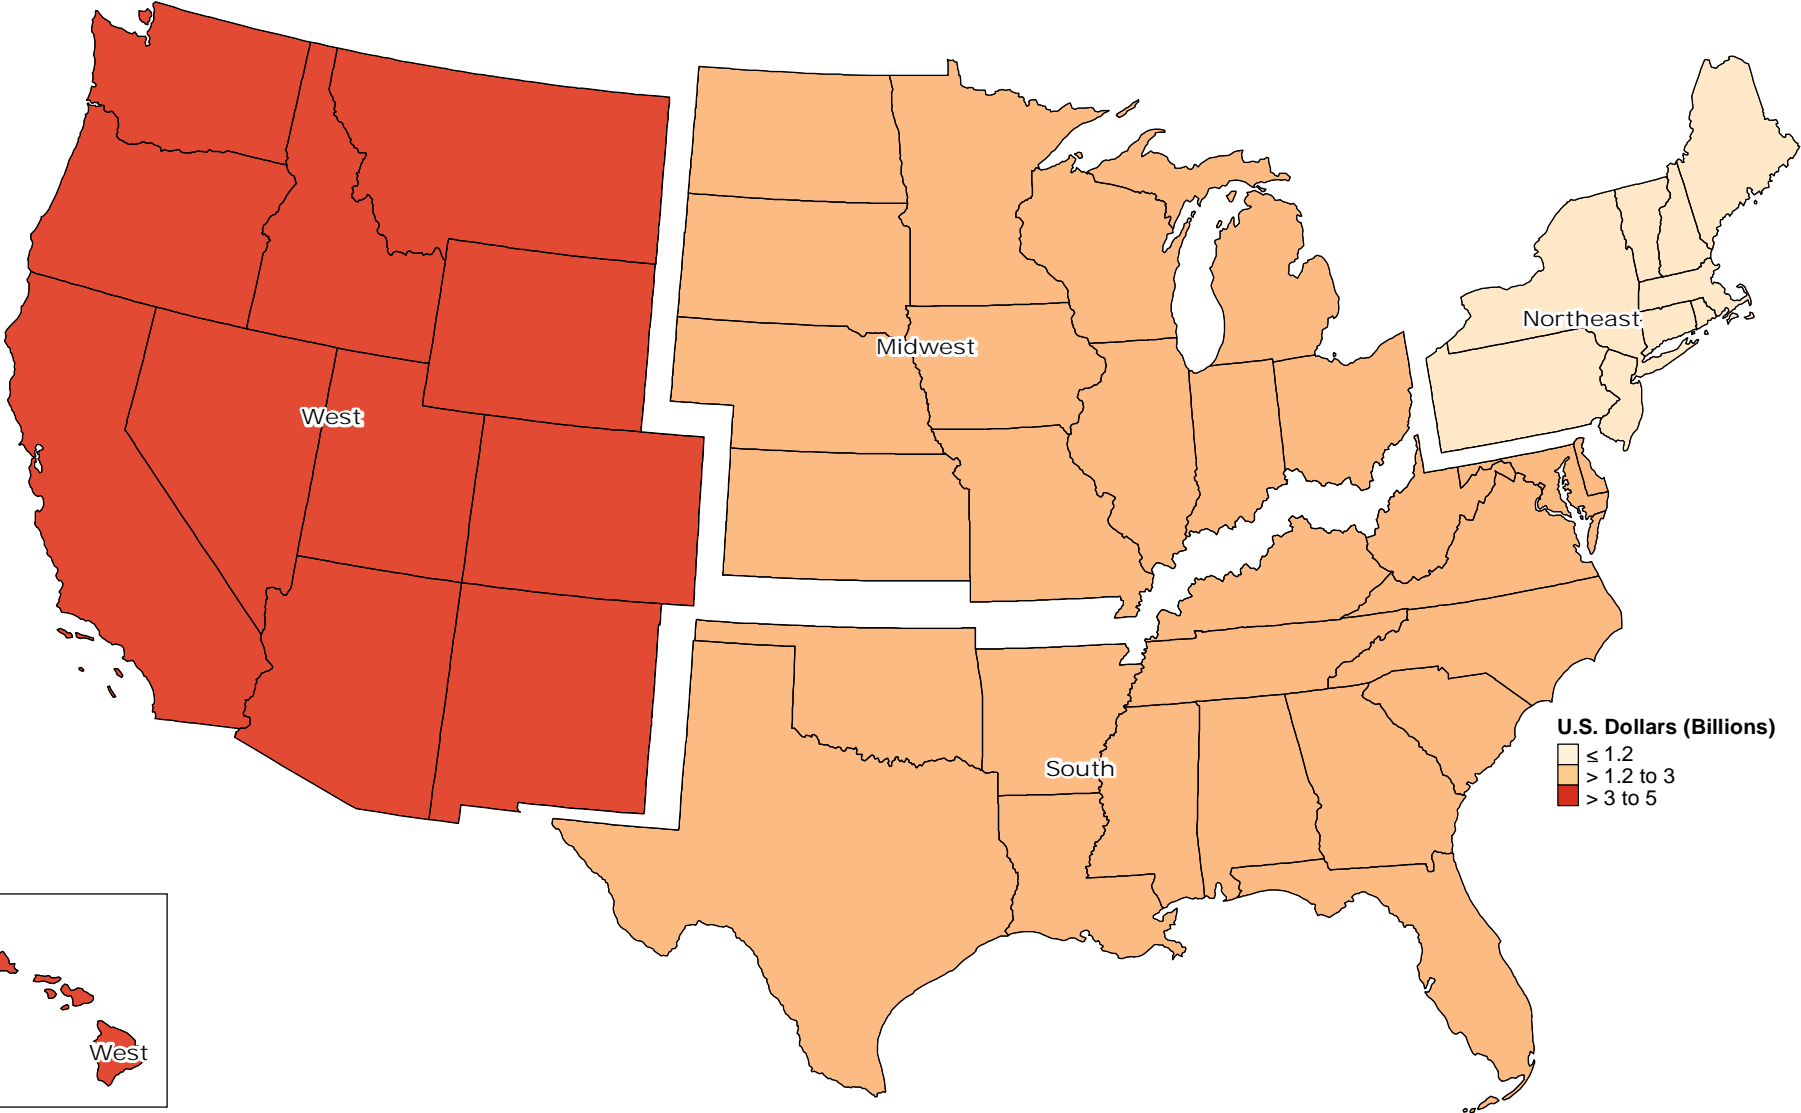 Northeast
Midwest
West
U.S. Dollars (Billions)
≤ 1.2
> 1.2 to 3
> 3 to 5
South
West